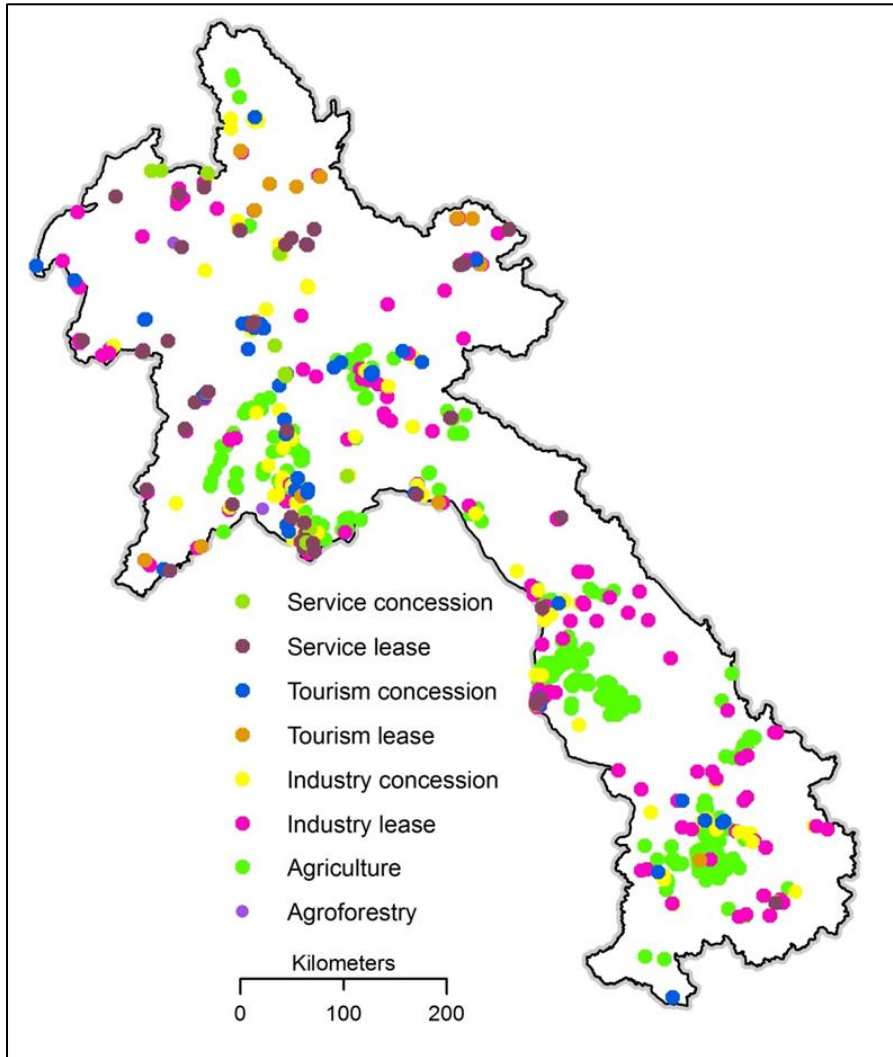 Service concession
Service lease
Tourism concession
Tourism lease
Industry concession
Industry lease
Agriculture
Agroforestry
Kilometers
0 100 200